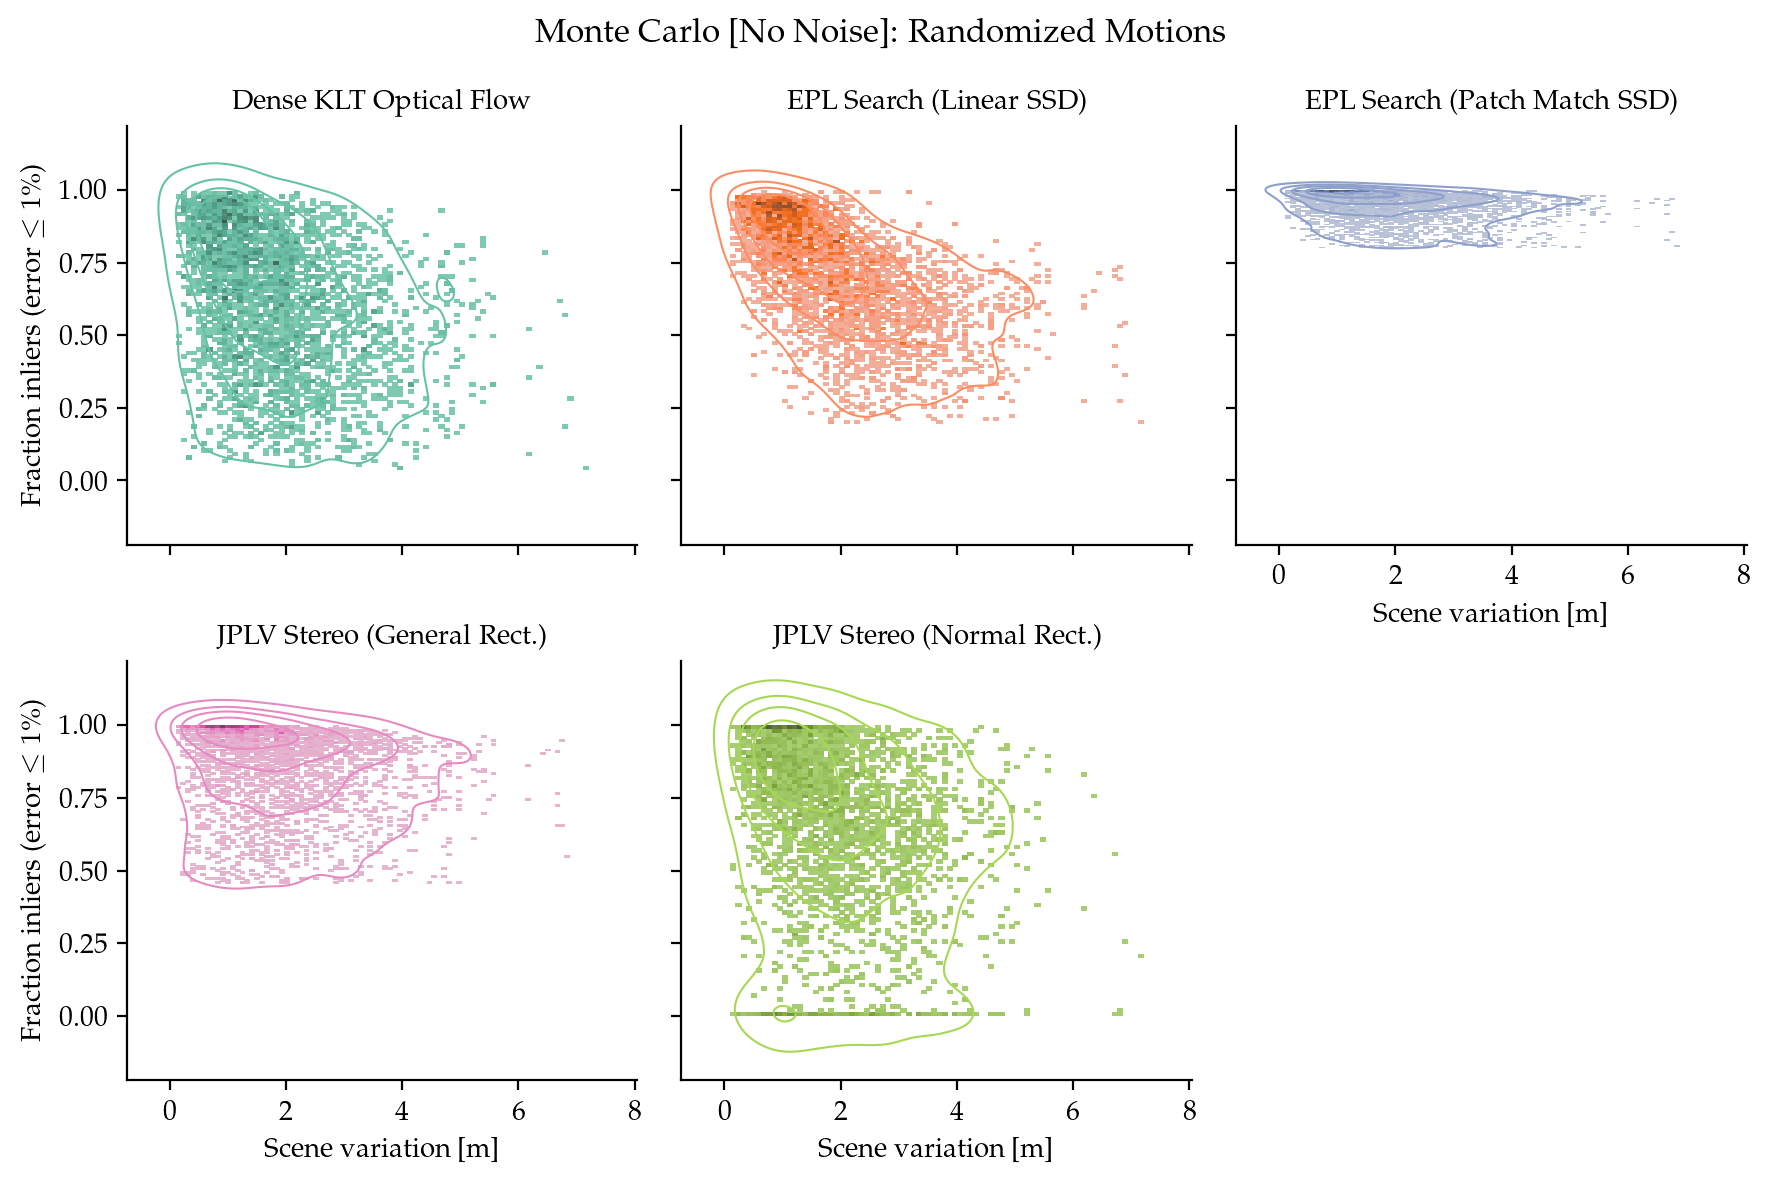 Monte Carlo [No Noise]: Randomized Motions
Dense KLT Optical Flow
EPL Search (Linear SSD)
EPL Search (Patch Match SSD)
Fraction inliers (error ≤ 1%)
1.00
0.75
0.50
0.25
0.00
0 2 4 6 8
Scene variation [m]
JPLV Stereo (General Rect.)
JPLV Stereo (Normal Rect.)
Fraction inliers (error ≤ 1%)
1.00
0.75
0.50
0.25
0.00
0 2 4 6 8
Scene variation [m]
0 2 4 6 8
Scene variation [m]